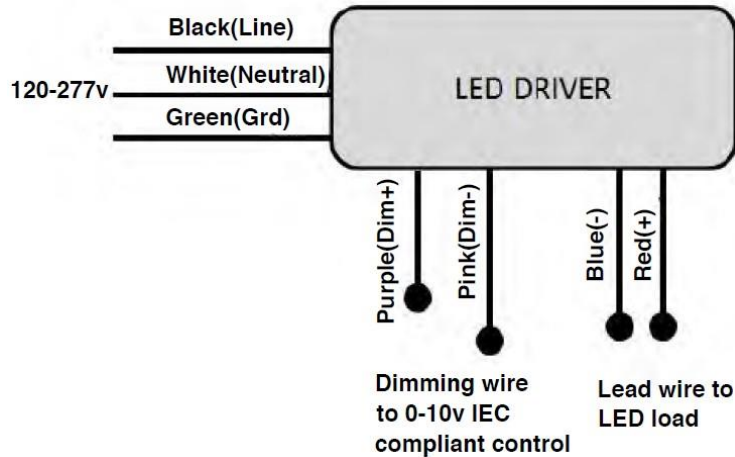 Black(Line)
120-277v
White(Neutral)
Green(Grd)
LED DRIVER
Purple(Dim+)
Pink(Dim-)
Blue(-)
Red(+)
Dimming wire
to 0-10v IEC
compliant control
Lead wire to
LED load